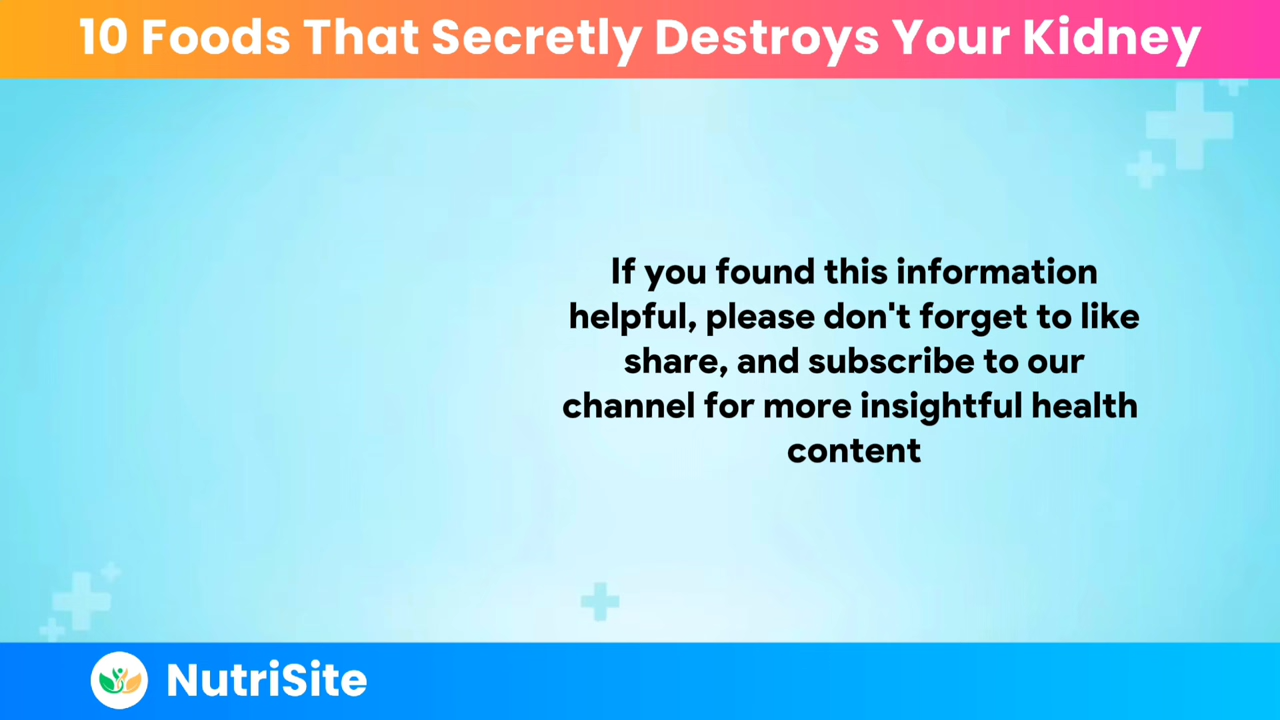 10 Foods That Secretly Destroys Your Kidney
If you found this information
helpful, please don't forget to like
share, and subscribe to our
channel for more insightful health
content
NutriSite